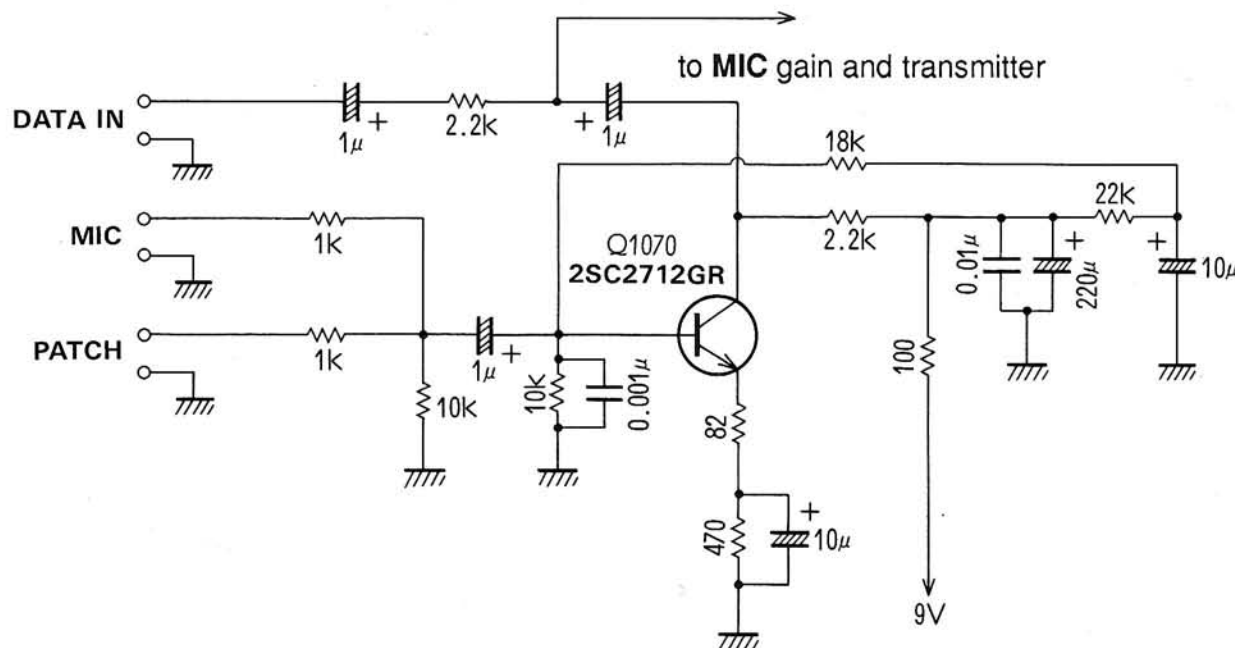 to MIC gain and transmitter
DATA IN
1μ
+
2.2K
+
1μ
18K
MIC
1K
Q1070
2SC2712GR
2.2K
22K
0.01μ
+
220μ
+
10μ
PATCH
1K
1μ
+
10K
10K
0.001μ
100
82
470
+
10μ
9V